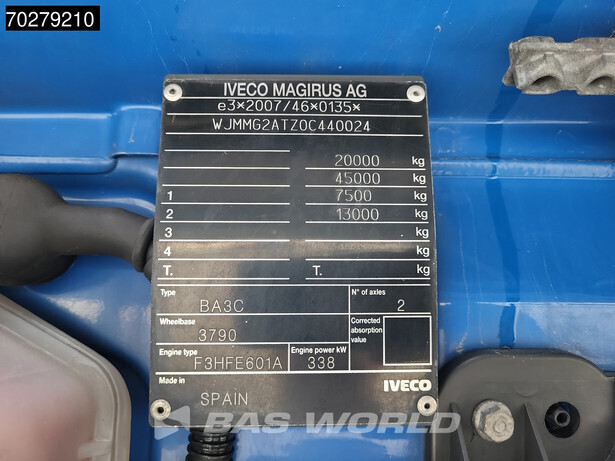 70279210
IVECO MAGIRUS AG
e3*2007/46*0135*
WJMMG2ATZ0C440024
20000 kg
45000 kg
1 7500 kg
2 13000 kg
3 kg
4 kg
T. T. kg
Type N° of axles
BA3C 2
Wheelbase Corrected absorption value
3790
Engine type Engine power kW
F3HFE601A 338
Made in IVECO
SPAIN
BAS WORLD